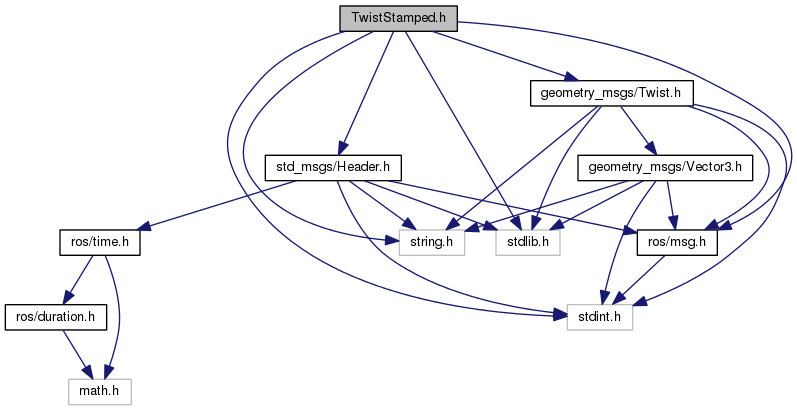 TwistStamped.h
geometry_msgs/Twist.h
std_msgs/Header.h
geometry_msgs/Vector3.h
ros/time.h
string.h
stdlib.h
ros/msg.h
ros/duration.h
stdint.h
math.h